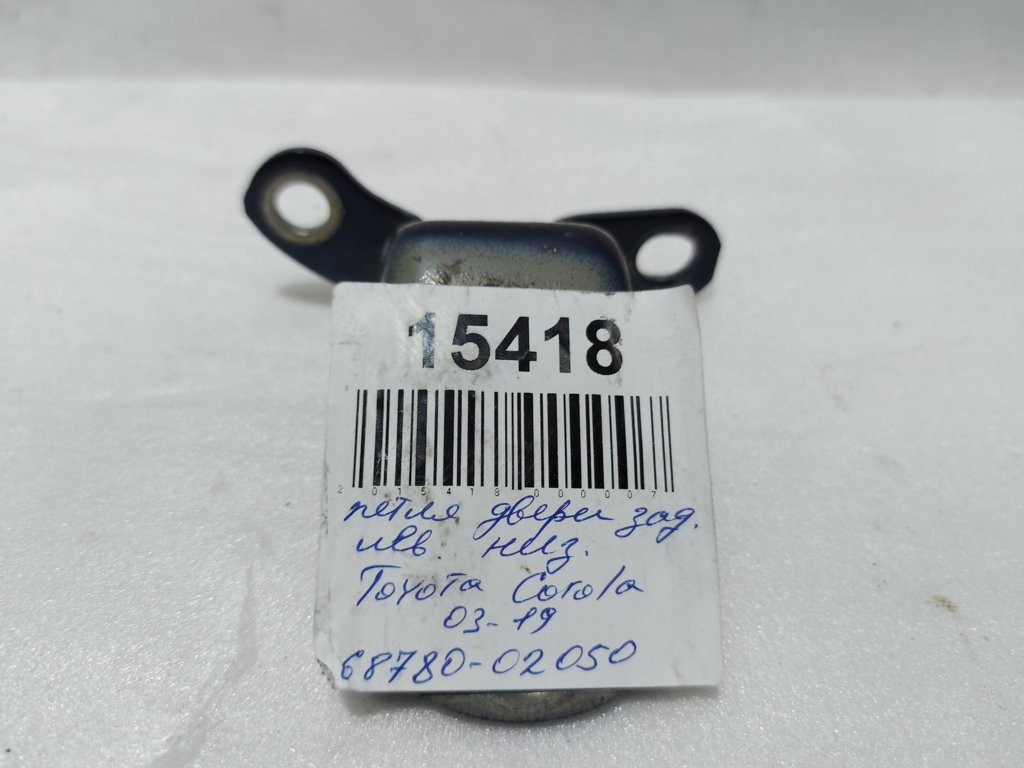 15418
2015418000007
петля двери зад.
лев. низ.
Toyota Corola
03-19
68780-02050